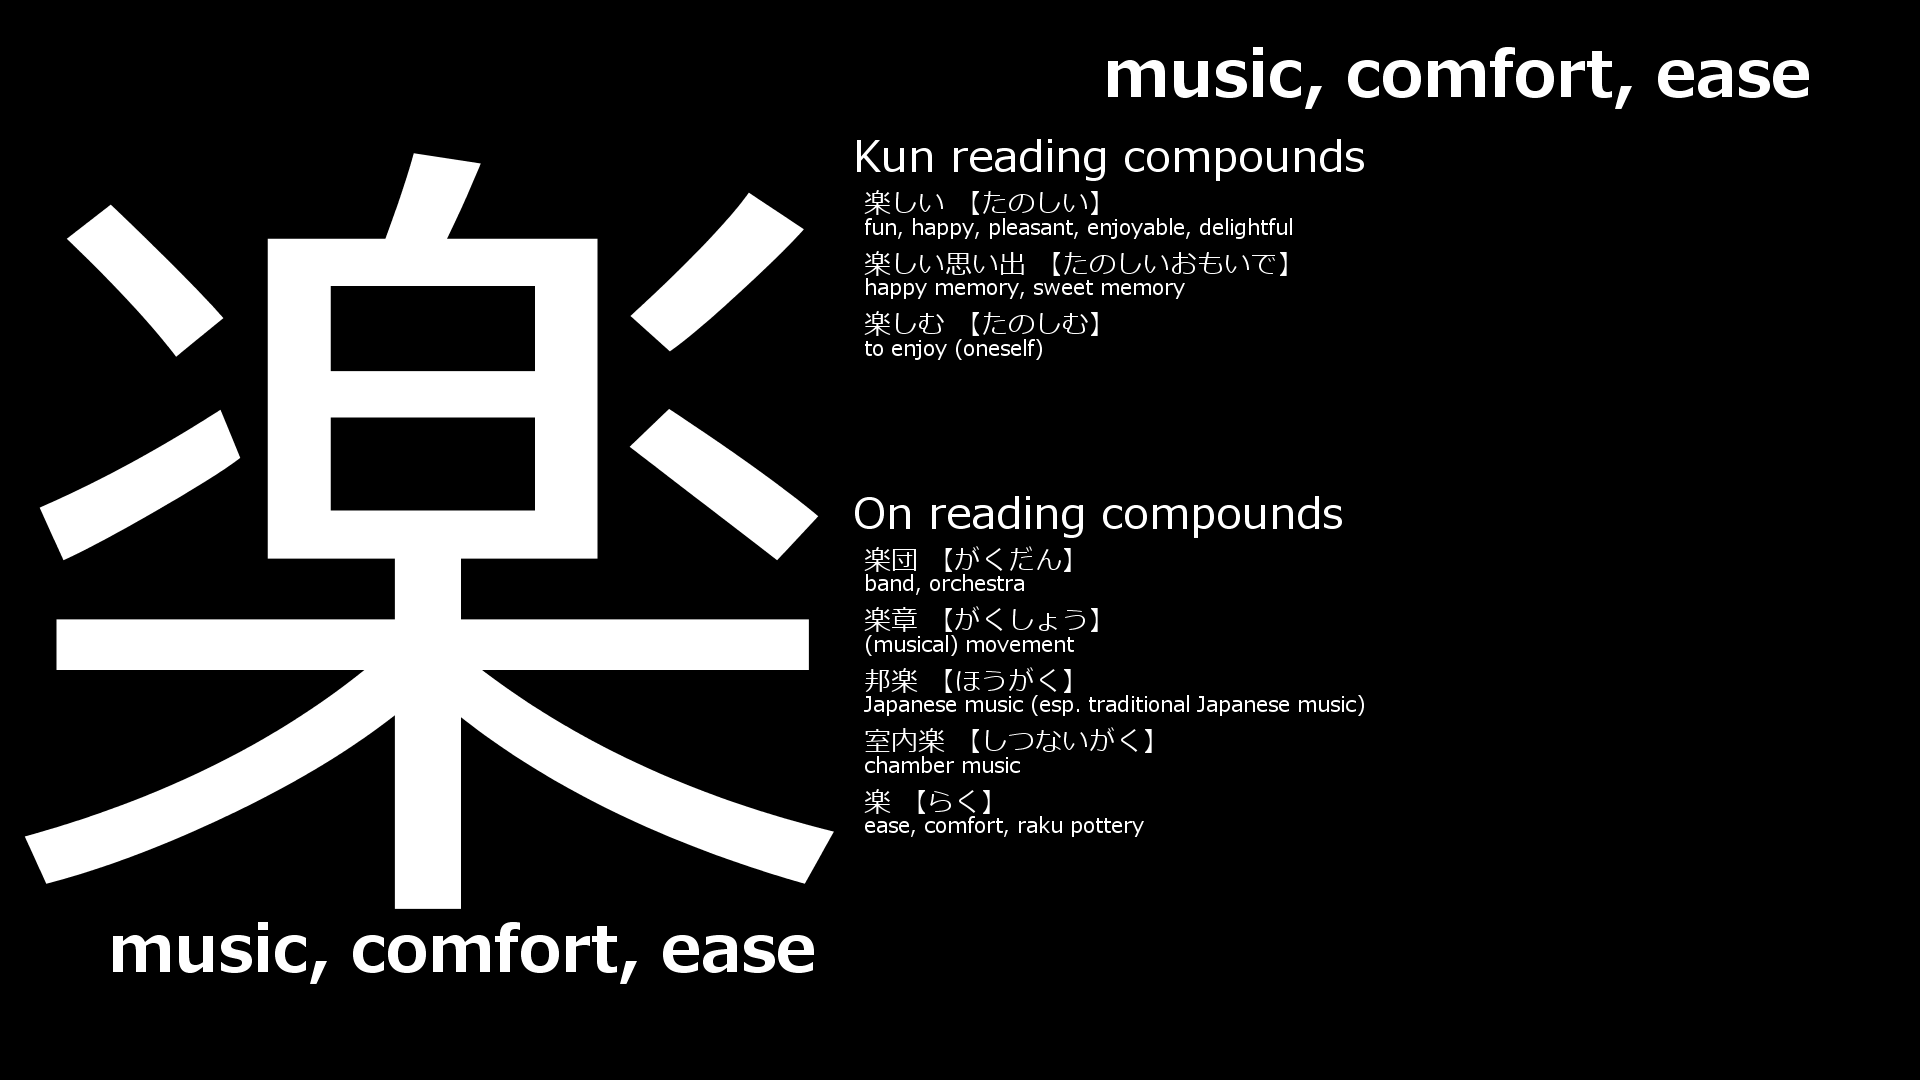 楽
music, comfort, ease
music, comfort, ease
Kun reading compounds
楽しい 【たのしい】
fun, happy, pleasant, enjoyable, delightful
楽しい思い出 【たのしいおもいで】
happy memory, sweet memory
楽しむ 【たのしむ】
to enjoy (oneself)
On reading compounds
楽団 【がくだん】
band, orchestra
楽章 【がくしょう】
(musical) movement
邦楽 【ほうがく】
Japanese music (esp. traditional Japanese music)
室内楽 【しつないがく】
chamber music
楽 【らく】
ease, comfort, raku pottery